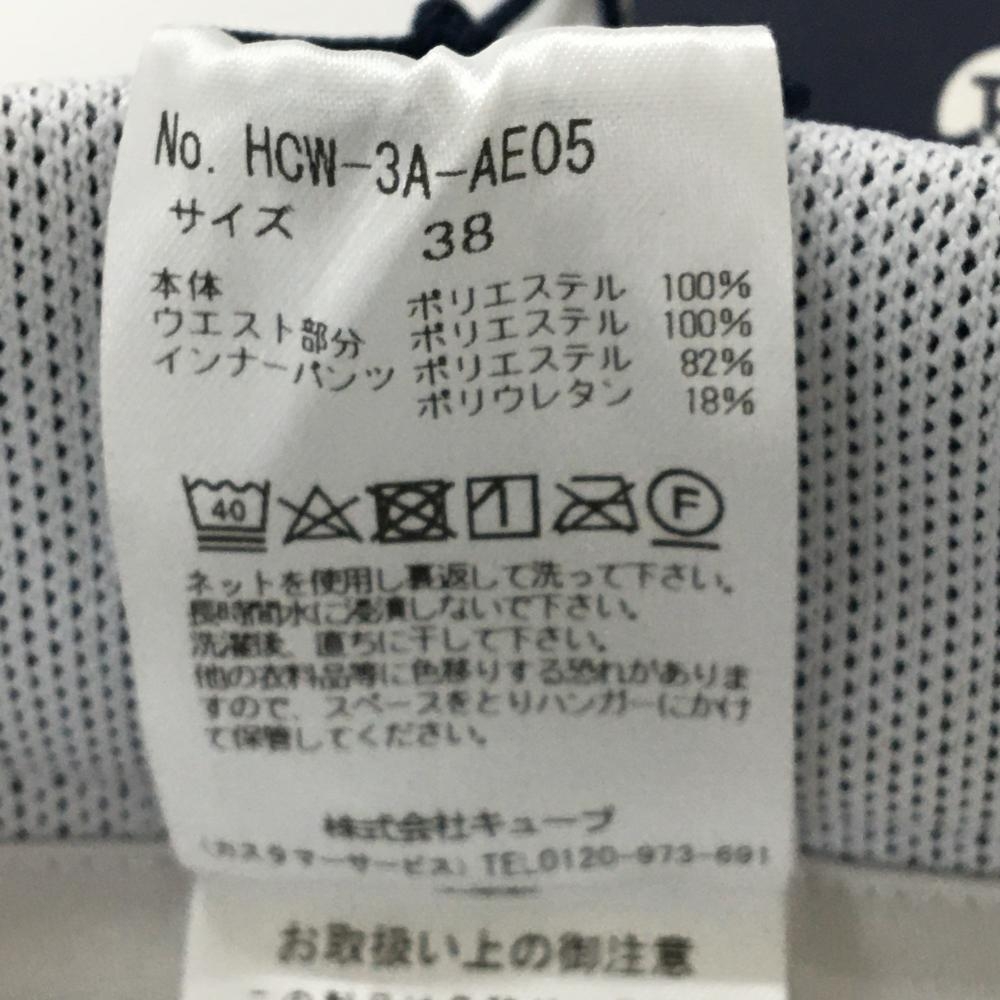 No. HCW-3A-AE05
サイズ 38
本体 ポリエステル 100%
ウエスト部分 ポリエステル 100%
インナーパンツ ポリエステル 82%
ポリウレタン 18%
40 1 F
ネットを使用し裏返して洗って下さい。
長時間水に浸漬しないで下さい。
洗濯後、直ちに干して下さい。
他の衣料品等に色移りする恐れがありま
すので、スペースをとりハンガーにかけ
て保管してください。
株式会社キューブ
(カスタマーサービス) TEL0120-973-691
お取扱い上の御注意